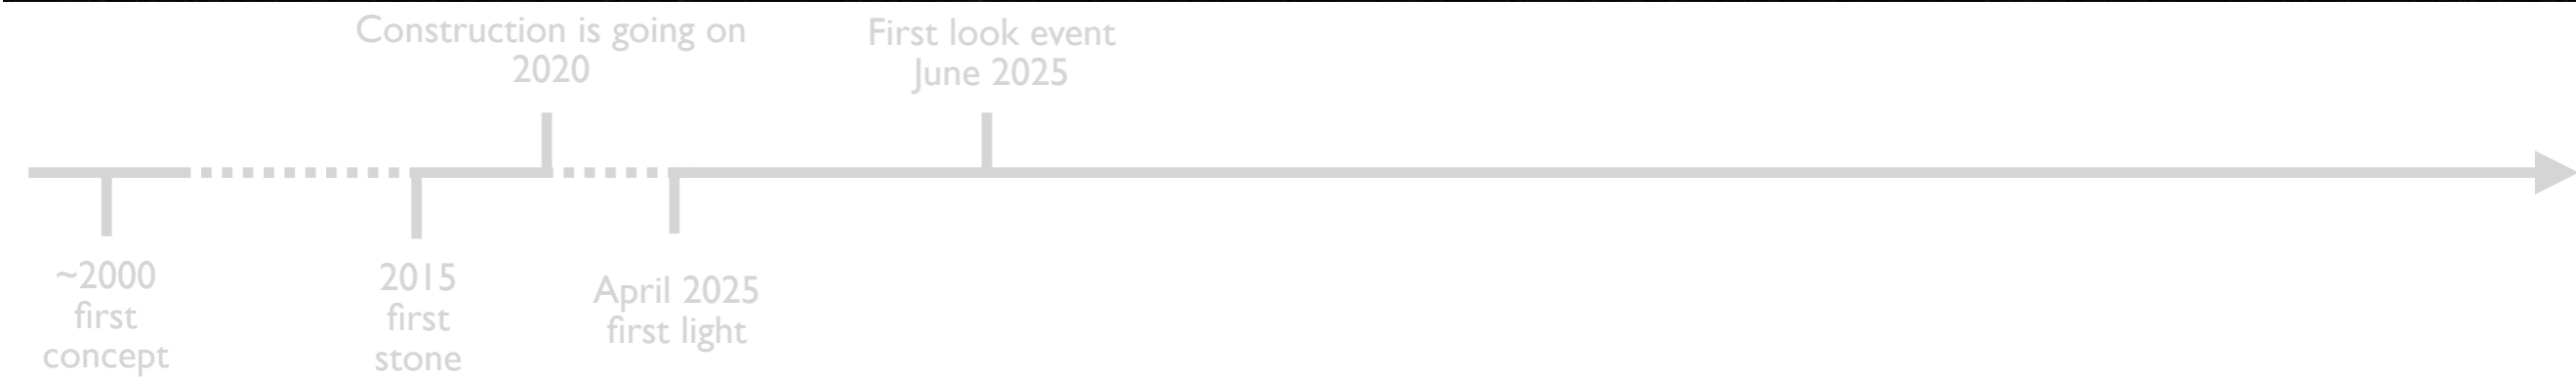 Construction is going on
2020
First look event
June 2025
~2000
first
concept
2015
first
stone
April 2025
first light